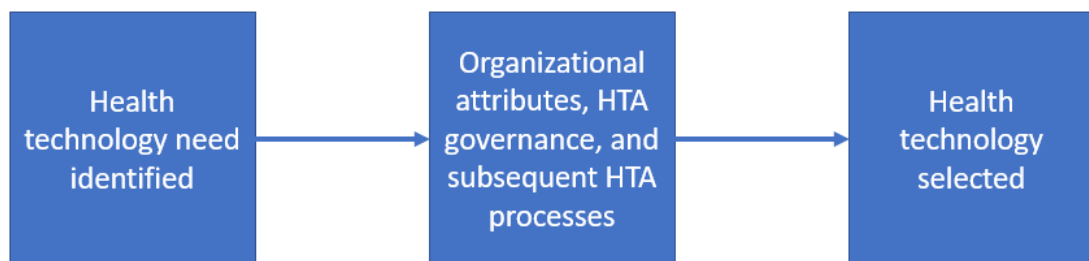 Health
technology need
identified
Organizational
attributes, HTA
governance, and
subsequent HTA
processes
Health
technology
selected